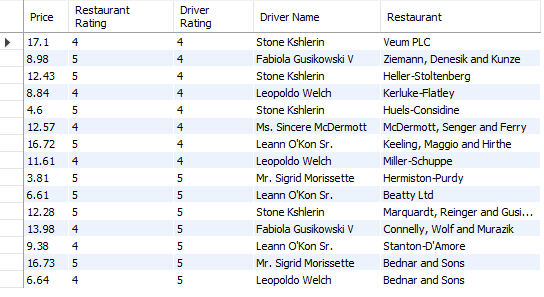 Price Restaurant Rating Driver Rating Driver Name Restaurant
17.1 4 4 Stone Kshlerin Veum PLC
8.98 5 4 Fabiola Gusikowski V Ziemann, Denesik and Kunze
12.43 5 4 Stone Kshlerin Heller-Stoltenberg
8.84 4 4 Leopoldo Welch Kerluke-Flatley
4.6 5 4 Stone Kshlerin Huels-Considine
12.57 4 4 Ms. Sincere McDermott McDermott, Senger and Ferry
16.72 5 4 Leann O'Kon Sr. Keeling, Maggio and Hirthe
11.61 4 4 Leopoldo Welch Miller-Schuppe
3.81 5 5 Mr. Sigrid Morissette Hermiston-Purdy
6.61 5 5 Leann O'Kon Sr. Beatty Ltd
12.28 5 5 Stone Kshlerin Marquardt, Reinger and Gusi...
13.98 4 5 Fabiola Gusikowski V Connelly, Wolf and Murazik
9.38 4 5 Leann O'Kon Sr. Stanton-D'Amore
16.73 5 5 Mr. Sigrid Morissette Bednar and Sons
6.64 4 5 Leopoldo Welch Bednar and Sons